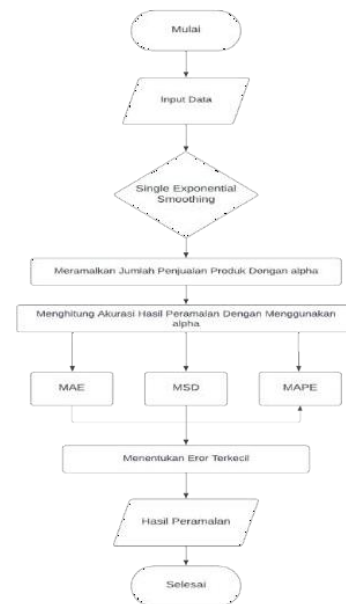 Mulai
Input Data
Single Exponential
Smoothing
Meramalkan Jumlah Penjualan Produk Dengan alpha
Menghitung Akurasi Hasil Peramalan Dengan Menggunakan
alpha
MAE
MSD
MAPE
Menentukan Eror Terkecil
Hasil Peramalan
Selesai